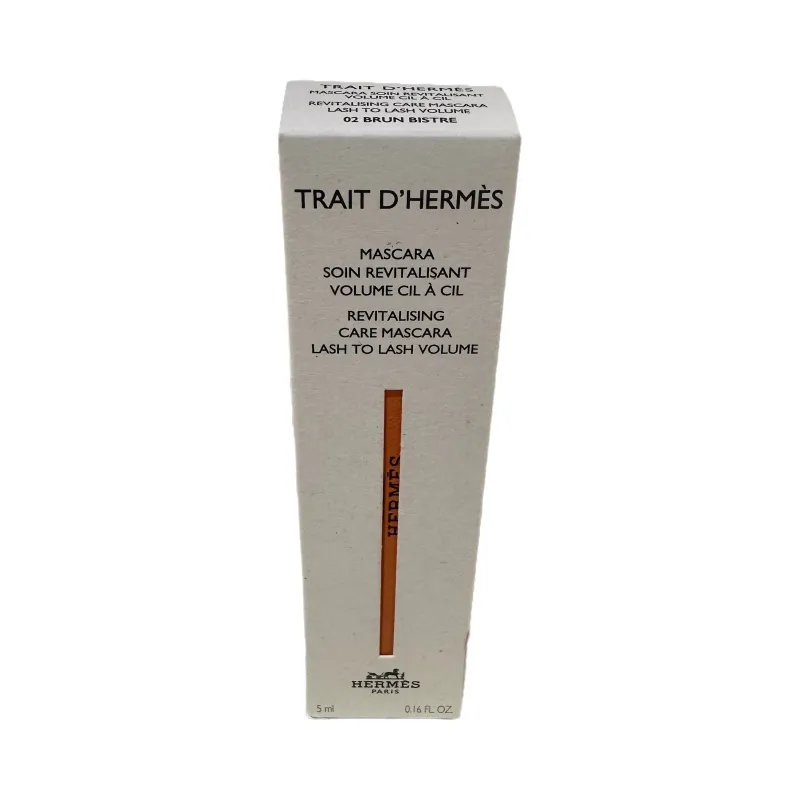 TRAIT D'HERMÈS
MASCARA SOIN REVITALISANT
VOLUME CIL À CIL
REVITALISING CARE MASCARA
LASH TO LASH VOLUME
02 BRUN BISTRE
TRAIT D'HERMÈS
MASCARA
SOIN REVITALISANT
VOLUME CIL À CIL
REVITALISING
CARE MASCARA
LASH TO LASH VOLUME
HERMÈS
HERMÈS
PARIS
5 ml 0.16 FL. OZ.